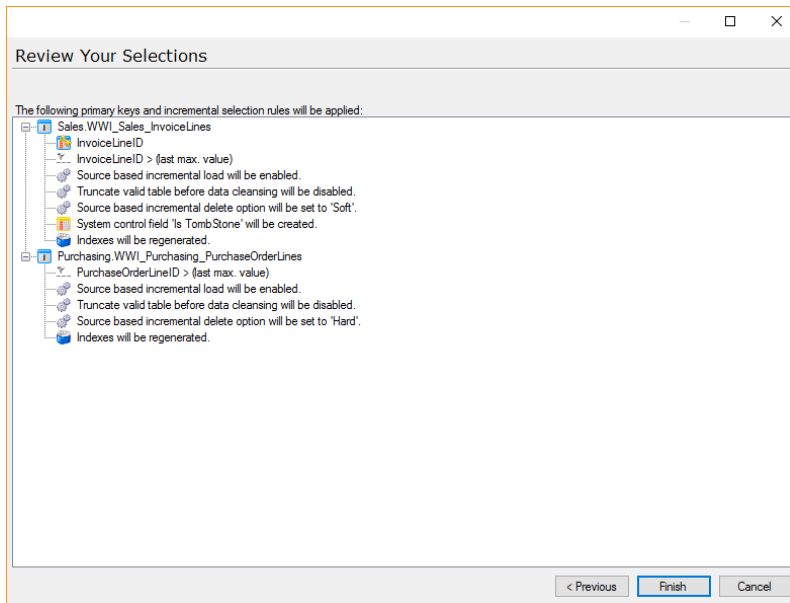 Review Your Selections
The following primary keys and incremental selection rules will be applied:
Sales.WWI_Sales_InvoiceLines
InvoiceLineID
InvoiceLineID > (last max. value)
Source based incremental load will be enabled.
Truncate valid table before data cleansing will be disabled.
Source based incremental delete option will be set to 'Soft'.
System control field 'Is TombStone' will be created.
Indexes will be regenerated.
Purchasing.WWI_Purchasing_PurchaseOrderLines
PurchaseOrderLineID > (last max. value)
Source based incremental load will be enabled.
Truncate valid table before data cleansing will be disabled.
Source based incremental delete option will be set to 'Hard'.
Indexes will be regenerated.
< Previous Finish Cancel